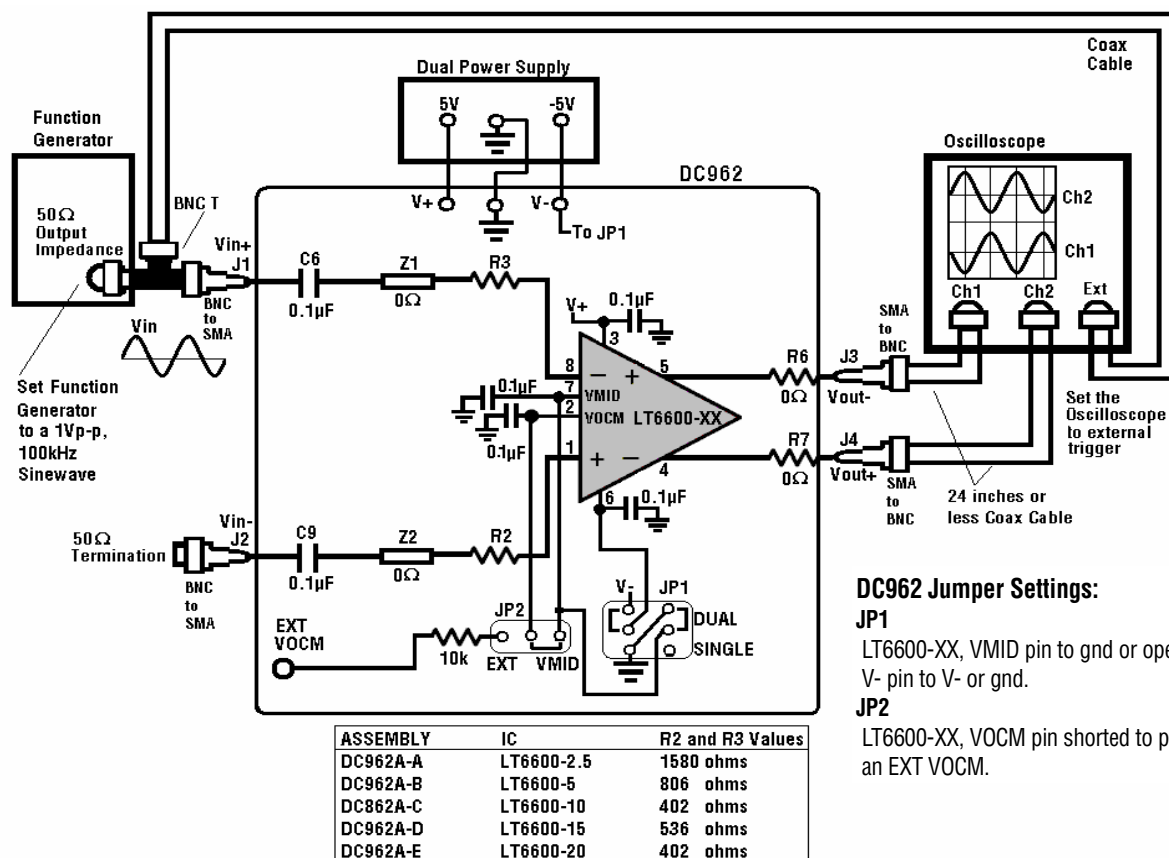 Coax
Cable
Dual Power Supply
5V
-5V
Function
Generator
Oscilloscope
DC962
BNC T
V+
V-
To JP1
Ch2
Ch1
50Ω
Output
Impedance
Vin+
J1
C6
0.1µF
Z1
0Ω
R3
BNC
to
SMA
Ch1
Ch2
Ext
Vin
V+
0.1µF
3
SMA
to
BNC
8
5
R6
0Ω
J3
Vout-
Set Function
Generator
to a 1Vp-p,
100kHz
Sinewave
0.1µF
7
VMID
2
VOCM
LT6600-XX
0.1µF
1
+
-
-
+
4
R7
0Ω
J4
Vout+
Set the
Oscilloscope
to external
trigger
SMA
to
BNC
24 inches or
less Coax Cable
6
0.1µF
50Ω
Termination
Vin-
J2
C9
0.1µF
Z2
0Ω
R2
BNC
to
SMA
EXT
VOCM
10k
JP2
EXT
VMID
V-
JP1
DUAL
SINGLE
DC962 Jumper Settings:
JP1
LT6600-XX, VMID pin to gnd or
V- pin to V- or gnd.
JP2
LT6600-XX, VOCM pin shorted to
an EXT VOCM.
ASSEMBLY IC R2 and R3 Values
DC962A-A LT6600-2.5 1580 ohms
DC962A-B LT6600-5 806 ohms
DC862A-C LT6600-10 402 ohms
DC962A-D LT6600-15 536 ohms
DC962A-E LT6600-20 402 ohms